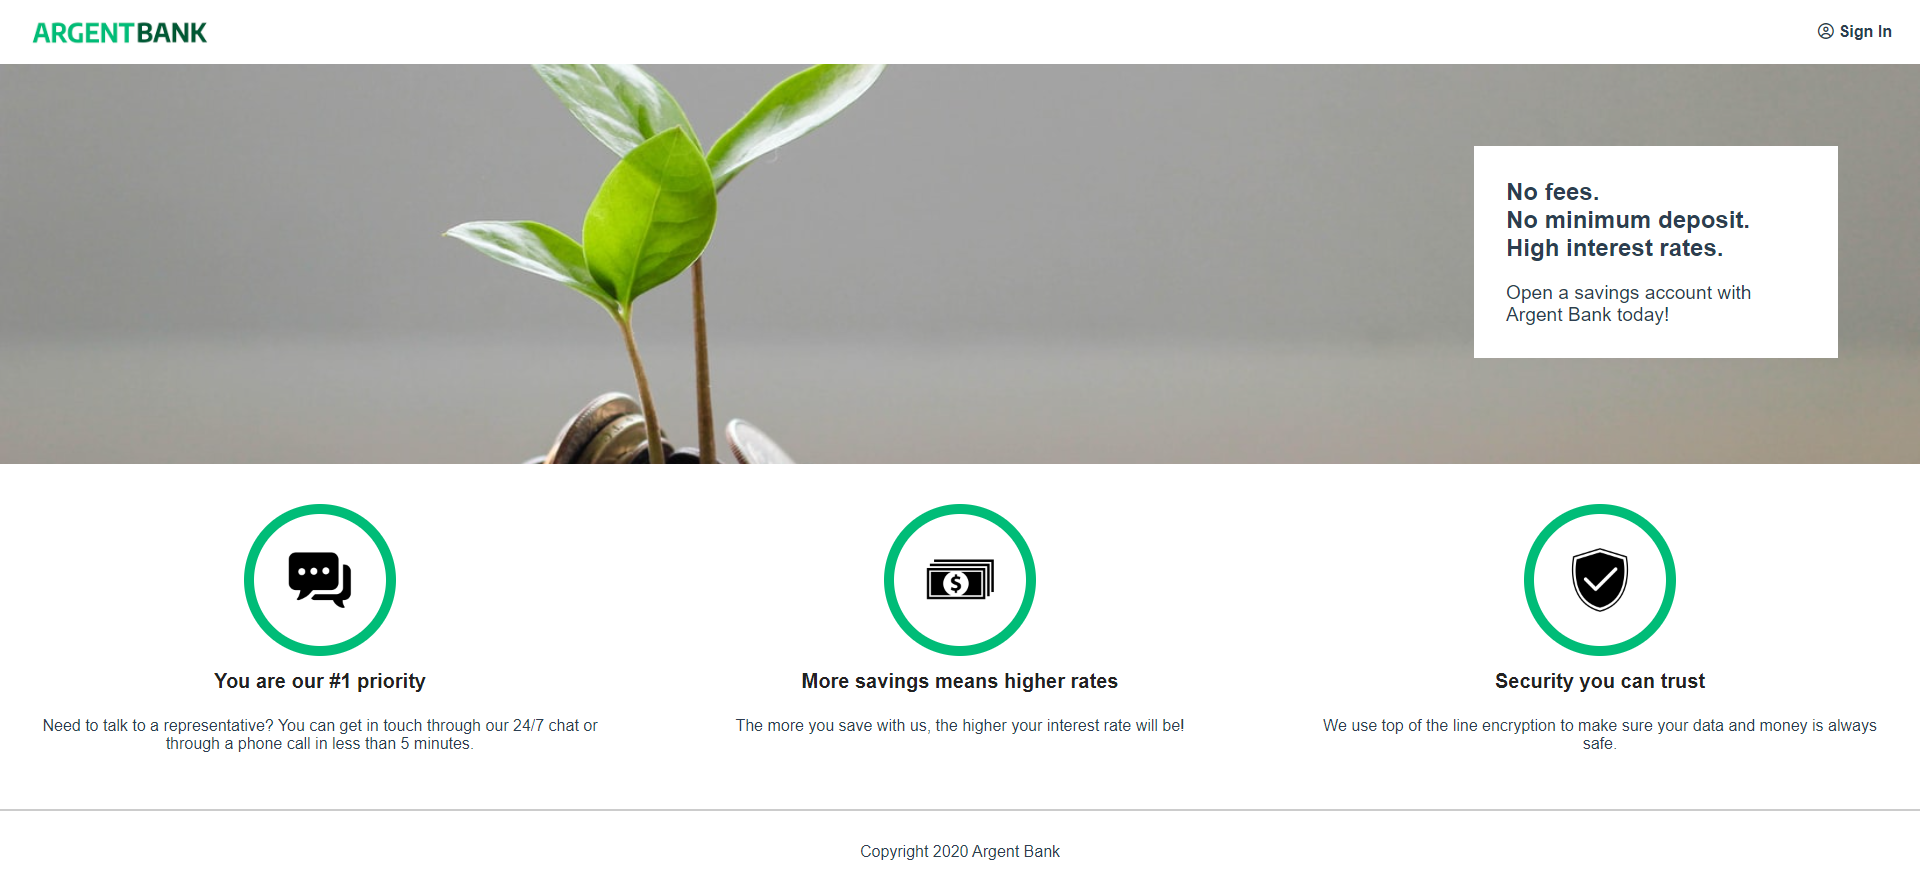 ARGENTBANK
Sign In
No fees.
No minimum deposit.
High interest rates.
Open a savings account with
Argent Bank today!
You are our #1 priority
Need to talk to a representative? You can get in touch through our 24/7 chat or
through a phone call in less than 5 minutes.
More savings means higher rates
The more you save with us, the higher your interest rate will be!
Security you can trust
We use top of the line encryption to make sure your data and money is always
safe.
Copyright 2020 Argent Bank